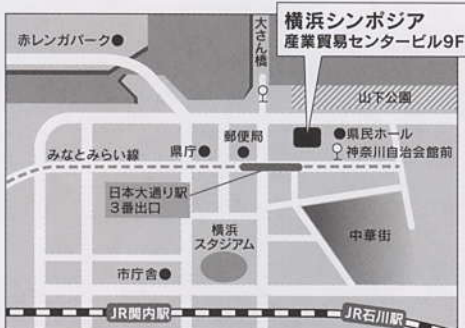 横浜シンポジア
産業貿易センタービル9F
大さん橋
赤レンガパーク
山下公園
郵便局
県庁
県民ホール
神奈川自治会館前
みなとみらい線
日本大通り駅
3番出口
横浜
スタジアム
中華街
市庁舎
JR関内駅
JR石川駅